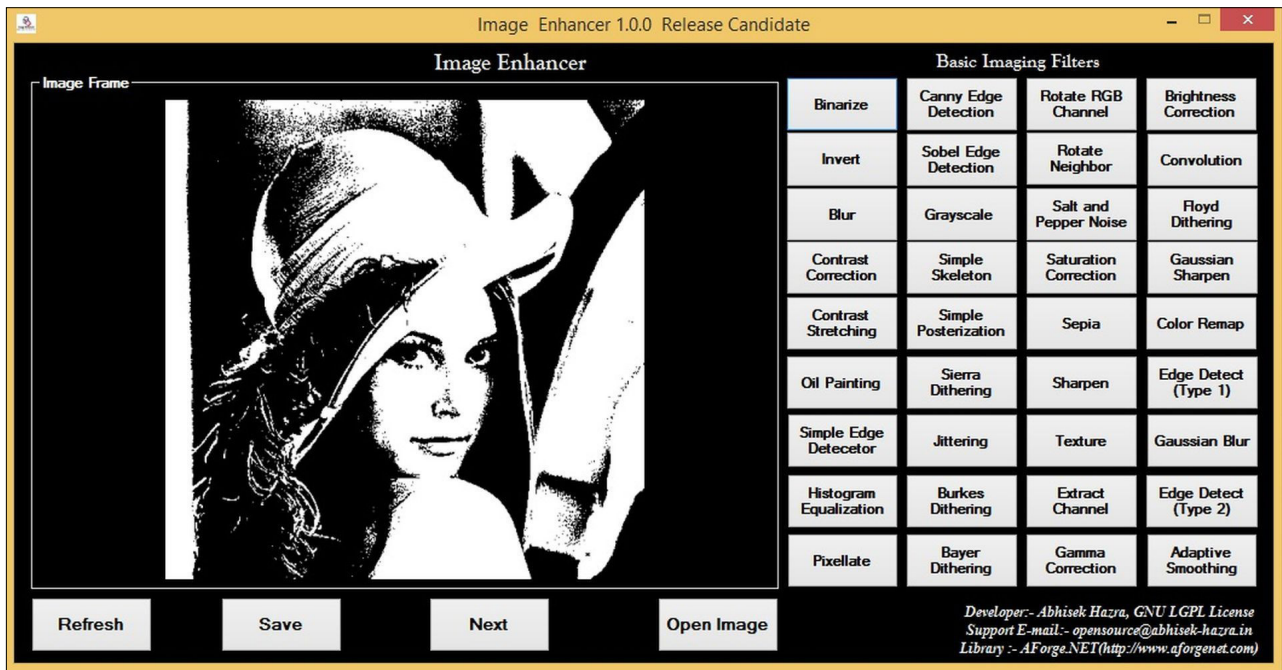 Image Enhancer 1.0.0 Release Candidate
Image Enhancer
Image Frame
Refresh
Save
Next
Open Image
Basic Imaging Filters
Binarize
Canny Edge
Detection
Rotate RGB
Channel
Brightness
Correction
Invert
Sobel Edge
Detection
Rotate
Neighbor
Convolution
Blur
Grayscale
Salt and
Pepper Noise
Floyd
Dithering
Contrast
Correction
Simple
Skeleton
Saturation
Correction
Gaussian
Sharpen
Contrast
Stretching
Simple
Posterization
Sepia
Color Remap
Oil Painting
Sierra
Dithering
Sharpen
Edge Detect
(Type 1)
Simple Edge
Detecetor
Jittering
Texture
Gaussian Blur
Histogram
Equalization
Burkes
Dithering
Extract
Channel
Edge Detect
(Type 2)
Pixellate
Bayer
Dithering
Gamma
Correction
Adaptive
Smoothing
Developer:- Abhisek Hazra, GNU LGPL License
Support E-mail:- opensource@abhisek-hazra.in
Library :- AForge.NET(http://www.aforgenet.com)